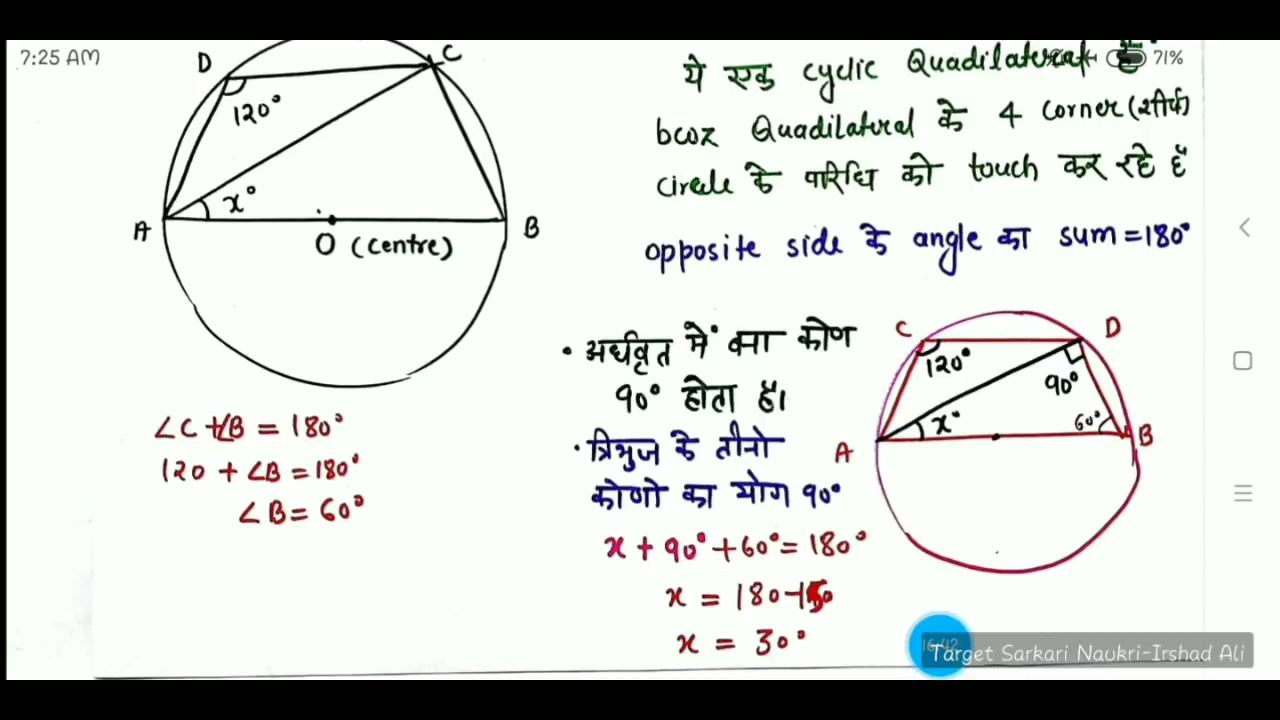 7:25 AM
71%
D
C
120°
x°
A
B
O (centre)
ये एक cyclic Quadilateral है
bcoz Quadilateral के 4 corner (शीर्ष)
circle के परिधि को touch कर रहे हैं
opposite side के angle का sum = 180°
• अर्धवृत में बना कोण
90° होता है।
• त्रिभुज के तीनो
कोणो का योग 90°
x + 90° + 60° = 180°
x = 180-150
x = 30°
C
D
120°
90°
x°
60°
A
B
∠C + ∠B = 180°
120 + ∠B = 180°
∠B = 60°
Target Sarkari Naukri-Irshad Ali